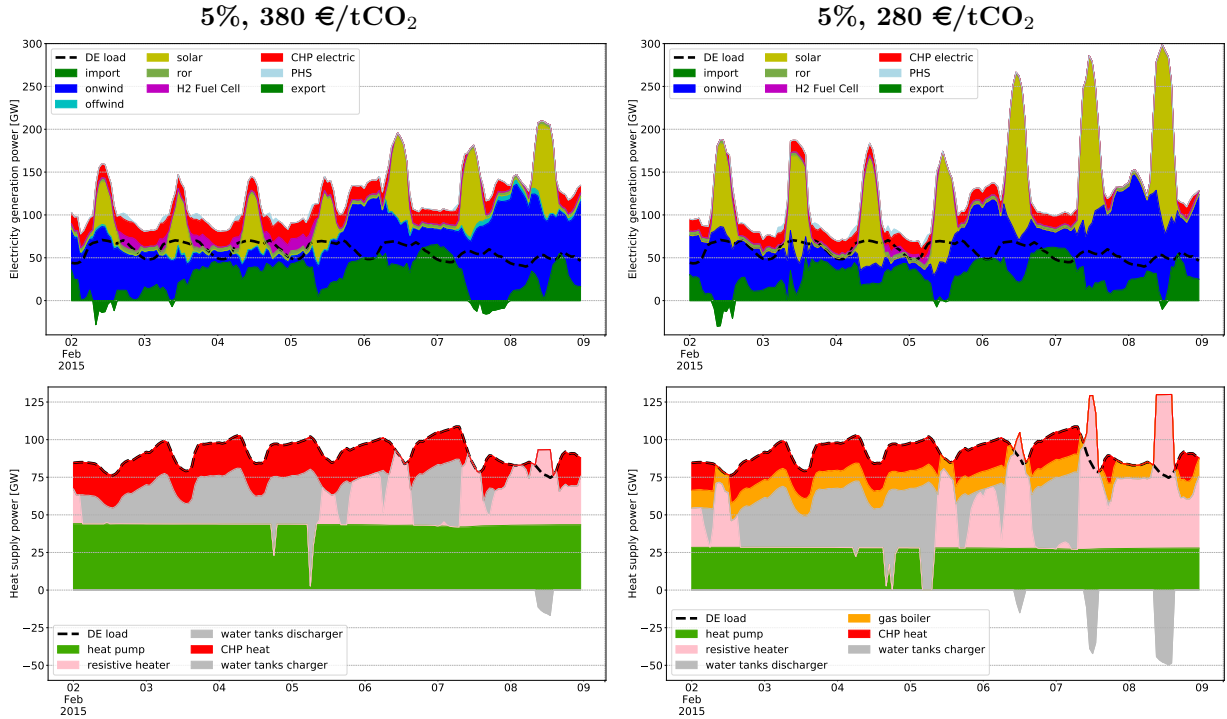 5%, 380 €/tCO₂
5%, 280 €/tCO₂
Electricity generation power [GW]
300
250
200
150
100
50
0
DE load
import
onwind
offwind
solar
ror
H2 Fuel Cell
CHP electric
PHS
export
02
Feb
2015
03
04
05
06
07
08
09
Electricity generation power [GW]
300
250
200
150
100
50
0
DE load
import
onwind
solar
ror
H2 Fuel Cell
CHP electric
PHS
export
02
Feb
2015
03
04
05
06
07
08
09
Heat supply power [GW]
125
100
75
50
25
0
−25
−50
DE load
heat pump
resistive heater
water tanks discharger
CHP heat
water tanks charger
02
Feb
2015
03
04
05
06
07
08
09
Heat supply power [GW]
125
100
75
50
25
0
−25
−50
DE load
heat pump
resistive heater
water tanks discharger
gas boiler
CHP heat
water tanks charger
02
Feb
2015
03
04
05
06
07
08
09